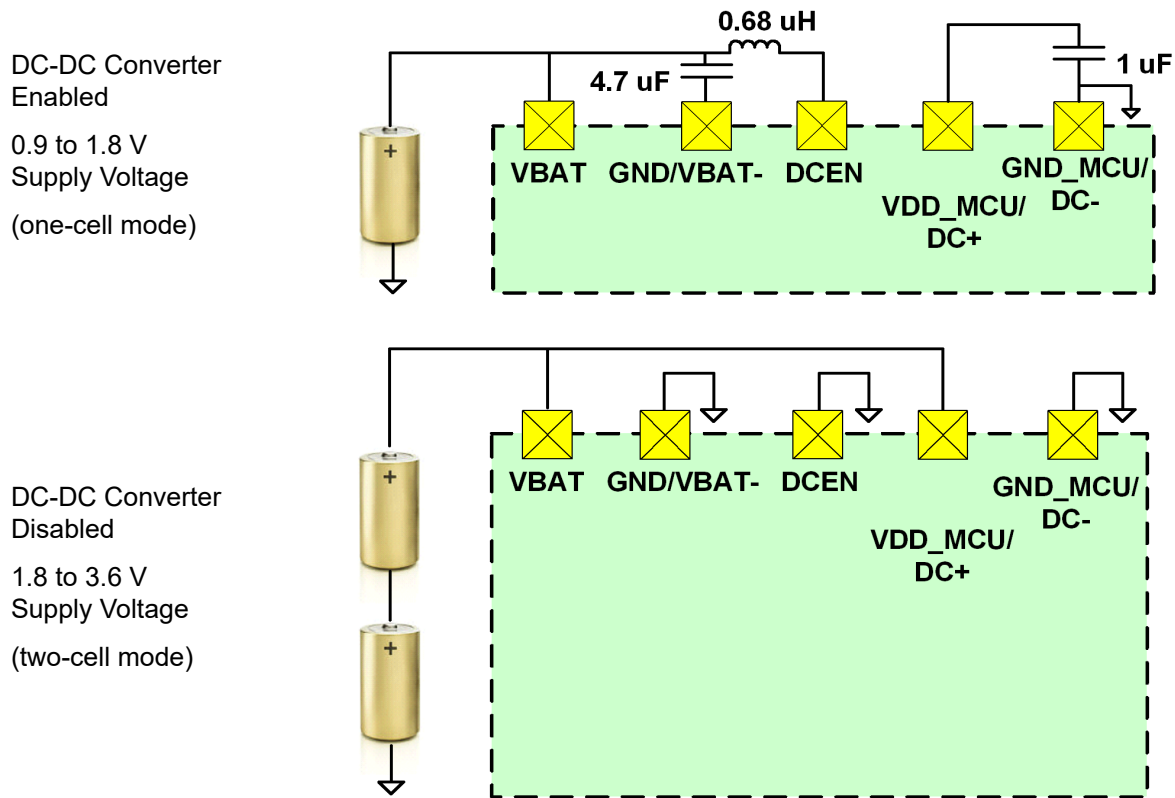 DC-DC Converter
Enabled
0.9 to 1.8 V
Supply Voltage
(one-cell mode)
0.68 uH
4.7 uF
1 uF
+
VBAT
GND/VBAT-
DCEN
VDD_MCU/
DC+
GND_MCU/
DC-
DC-DC Converter
Disabled
1.8 to 3.6 V
Supply Voltage
(two-cell mode)
+
+
VBAT
GND/VBAT-
DCEN
VDD_MCU/
DC+
GND_MCU/
DC-